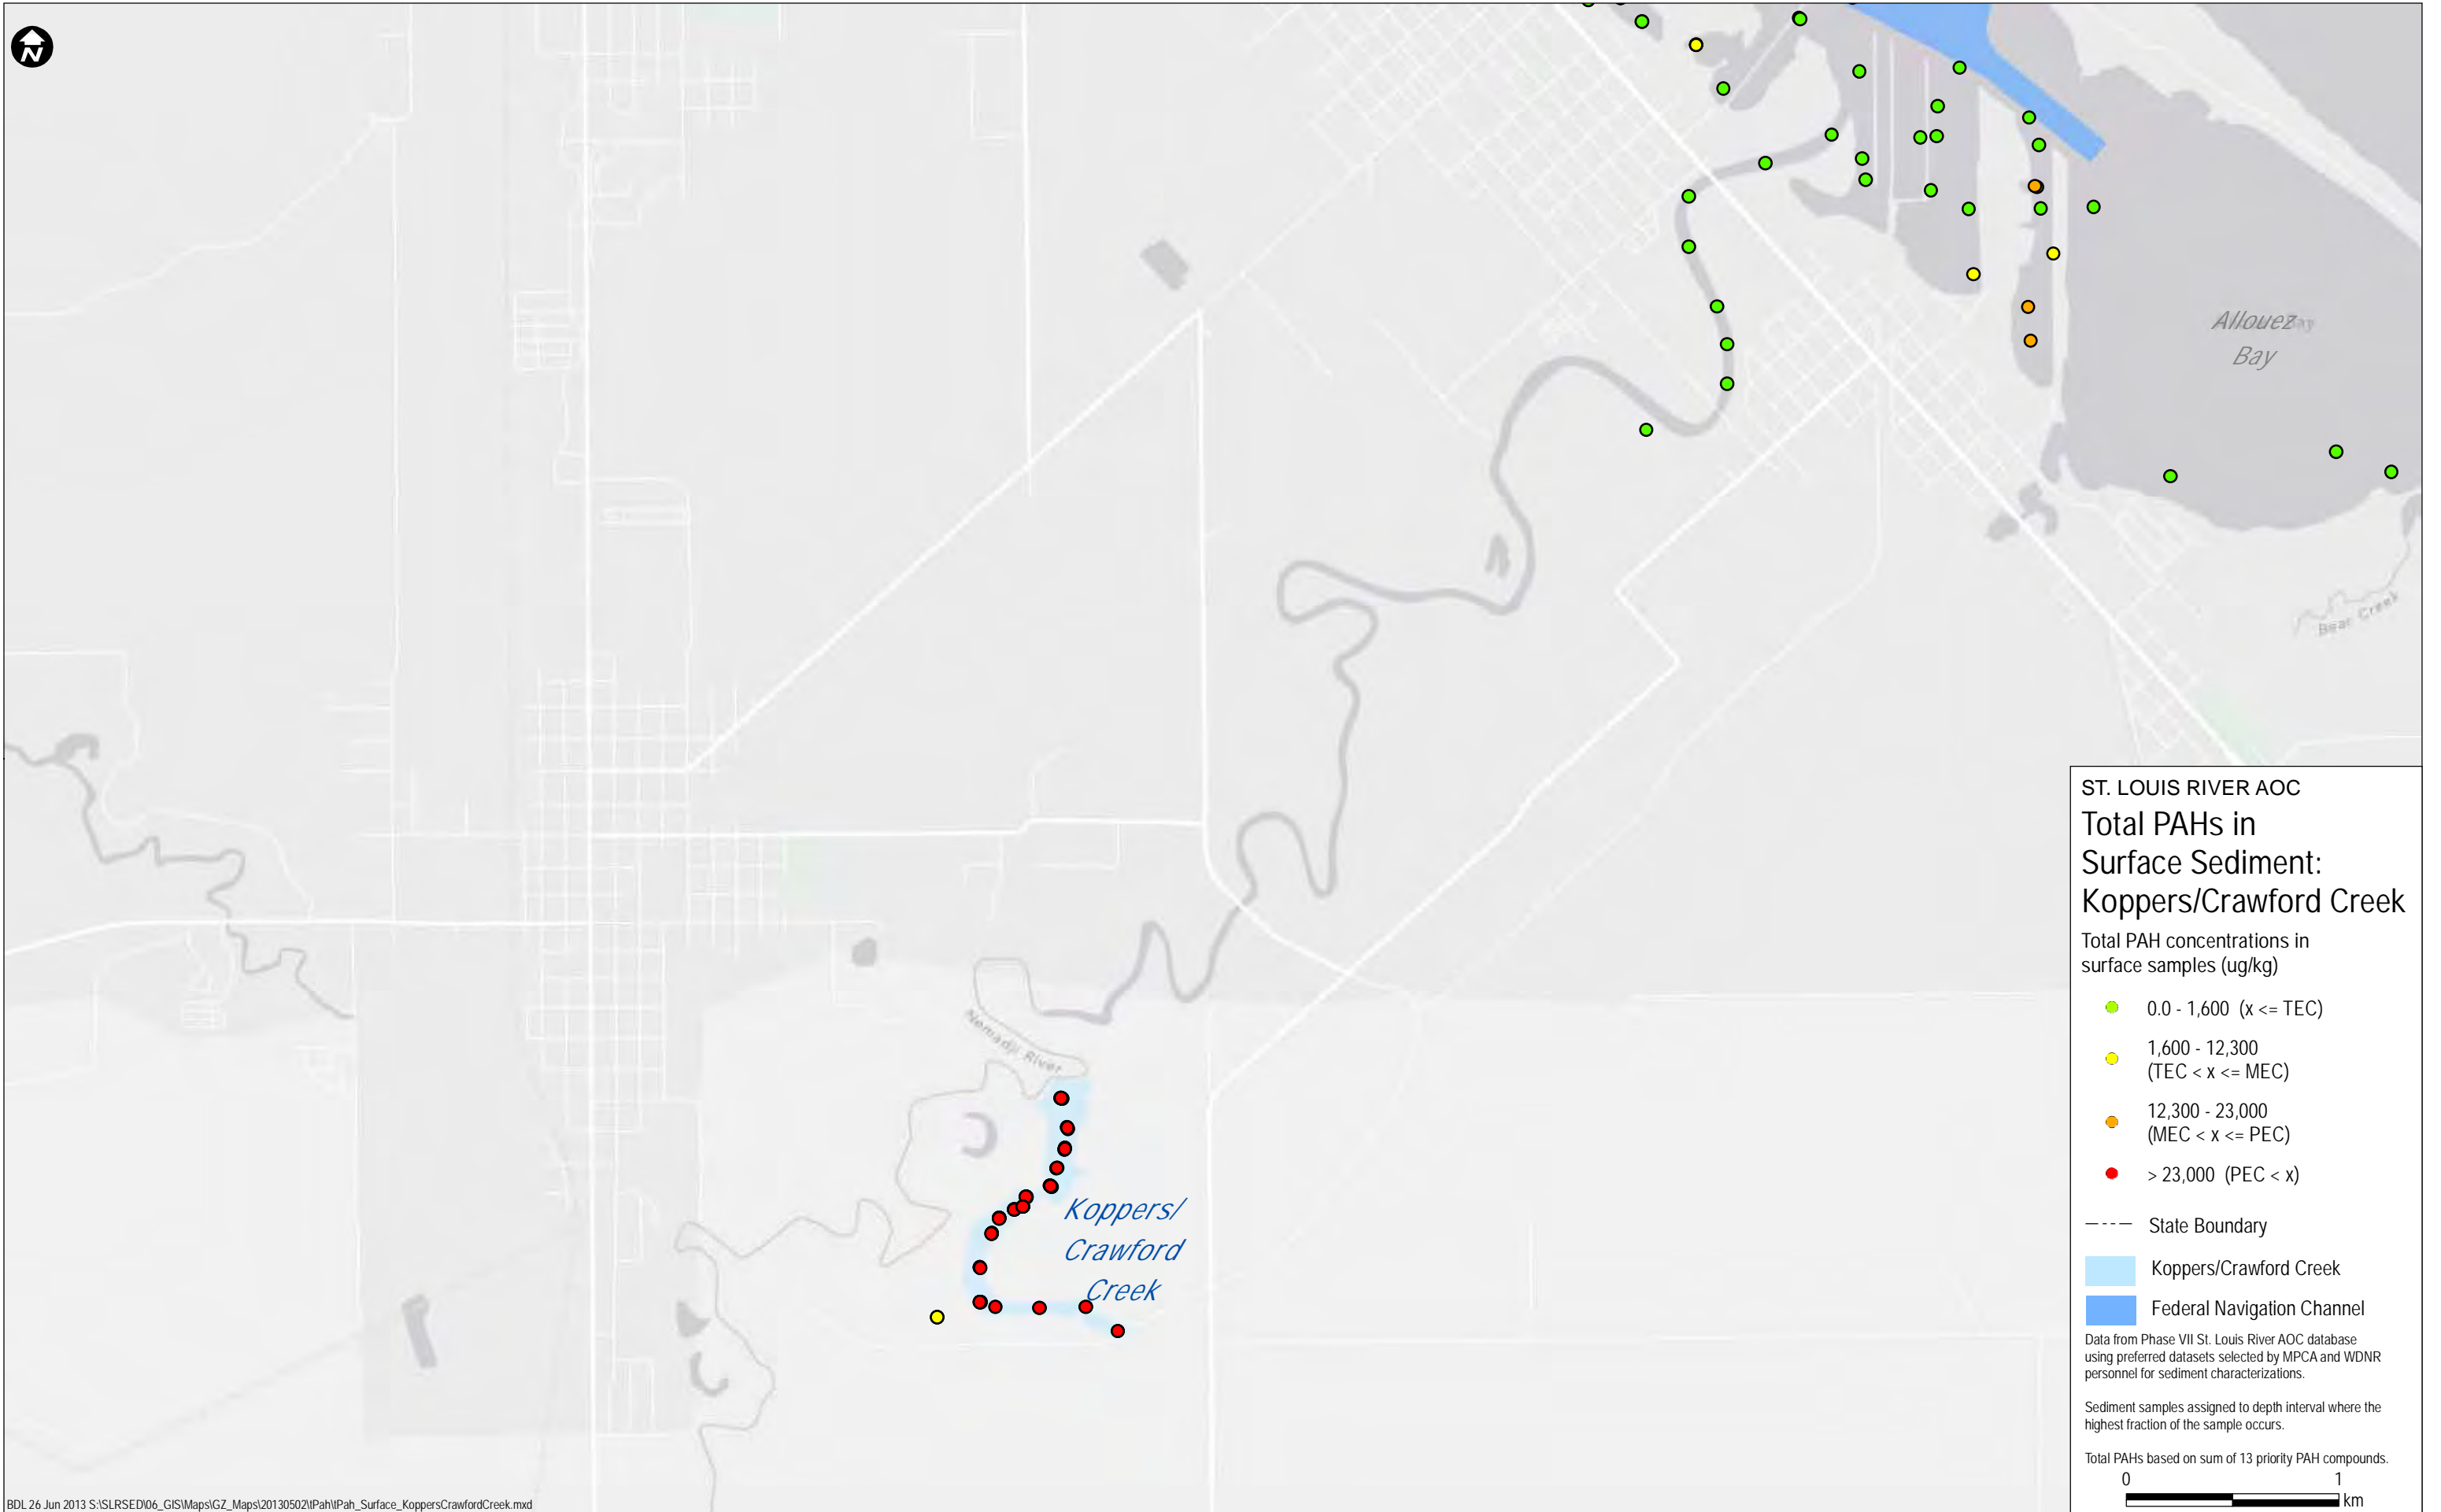 N
Allouez Bay
Bay
Bear Creek
Nemadji River
Koppers/
Crawford
Creek
ST. LOUIS RIVER AOC
Total PAHs in
Surface Sediment:
Koppers/Crawford Creek
Total PAH concentrations in
surface samples (ug/kg)
0.0 - 1,600 (x <= TEC)
1,600 - 12,300
(TEC < x <= MEC)
12,300 - 23,000
(MEC < x <= PEC)
> 23,000 (PEC < x)
State Boundary
Koppers/Crawford Creek
Federal Navigation Channel
Data from Phase VII St. Louis River AOC database
using preferred datasets selected by MPCA and WDNR
personnel for sediment characterizations.
Sediment samples assigned to depth interval where the
highest fraction of the sample occurs.
Total PAHs based on sum of 13 priority PAH compounds.
0 1
km
BDL 26 Jun 2013 S:\SLRSED\06_GIS\Maps\GZ_Maps\20130502\tPah\tPah_Surface_KoppersCrawfordCreek.mxd